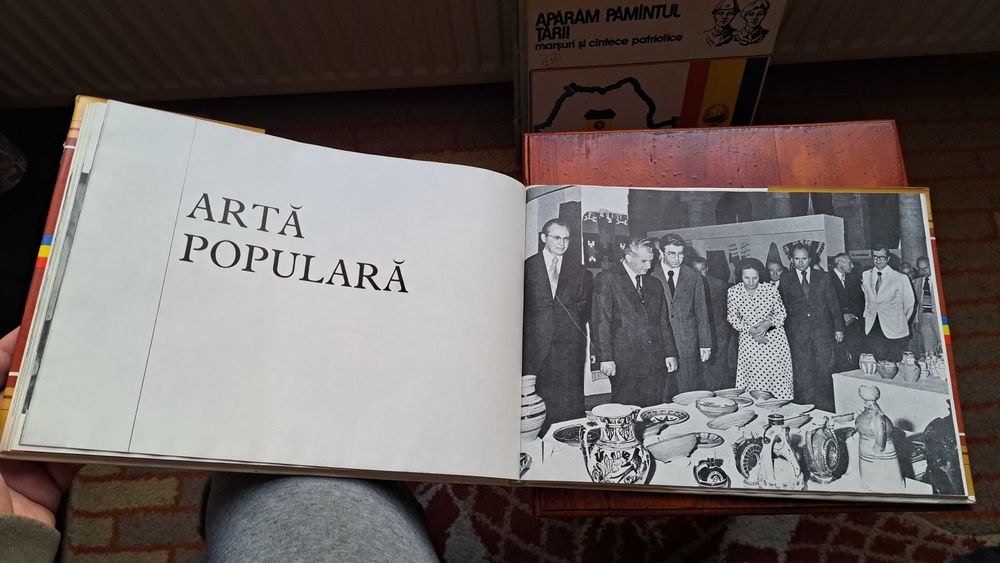 APĂRĂM PĂMÎNTUL
ȚĂRII
marșuri și cîntece patriotice
ARTĂ
POPULARĂ